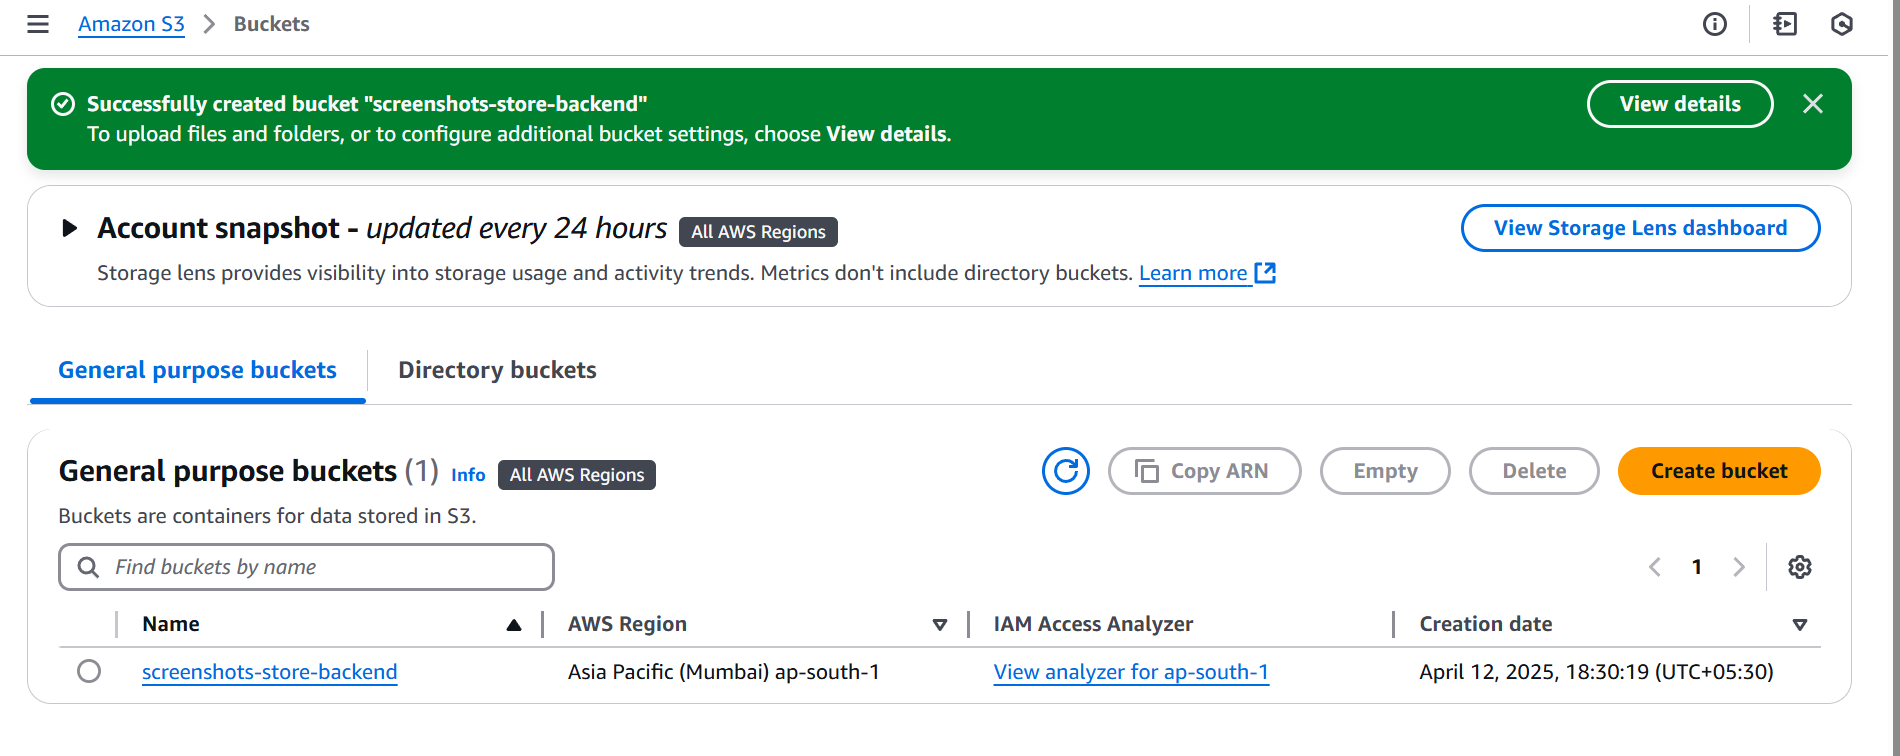 Amazon S3 > Buckets
Successfully created bucket "screenshots-store-backend"
To upload files and folders, or to configure additional bucket settings, choose View details.
View details
Account snapshot - updated every 24 hours All AWS Regions
View Storage Lens dashboard
Storage lens provides visibility into storage usage and activity trends. Metrics don't include directory buckets. Learn more
General purpose buckets Directory buckets
General purpose buckets (1) Info All AWS Regions
Copy ARN Empty Delete Create bucket
Buckets are containers for data stored in S3.
Find buckets by name
1
Name AWS Region IAM Access Analyzer Creation date
screenshots-store-backend Asia Pacific (Mumbai) ap-south-1 View analyzer for ap-south-1 April 12, 2025, 18:30:19 (UTC+05:30)